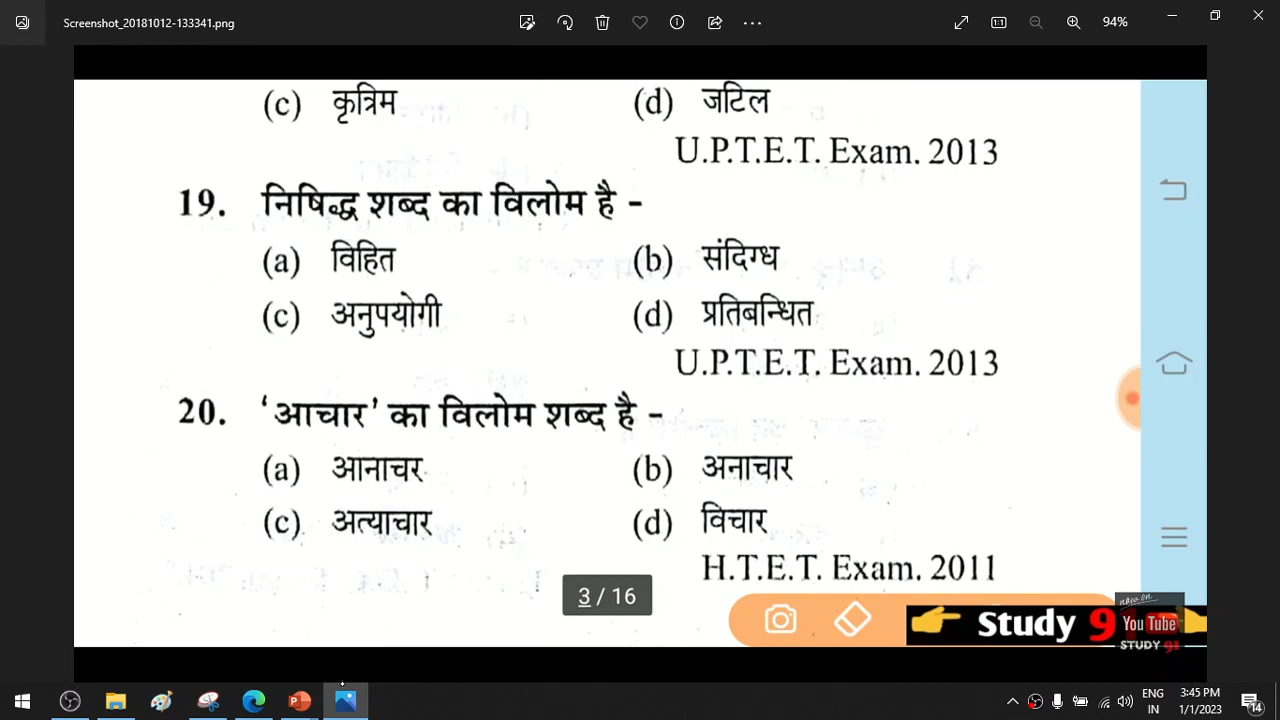 Screenshot_20181012-133341.png
94%
(c) कृत्रिम (d) जटिल
U.P.T.E.T. Exam. 2013
19. निषिद्ध शब्द का विलोम है -
(a) विहित (b) संदिग्ध
(c) अनुपयोगी (d) प्रतिबन्धित
U.P.T.E.T. Exam. 2013
20. ‘आचार’ का विलोम शब्द है -
(a) आनाचर (b) अनाचार
(c) अत्याचार (d) विचार
H.T.E.T. Exam. 2011
3 / 16
Study 91
You Tube
STUDY 91
ENG
IN
3:45 PM
1/1/2023
14